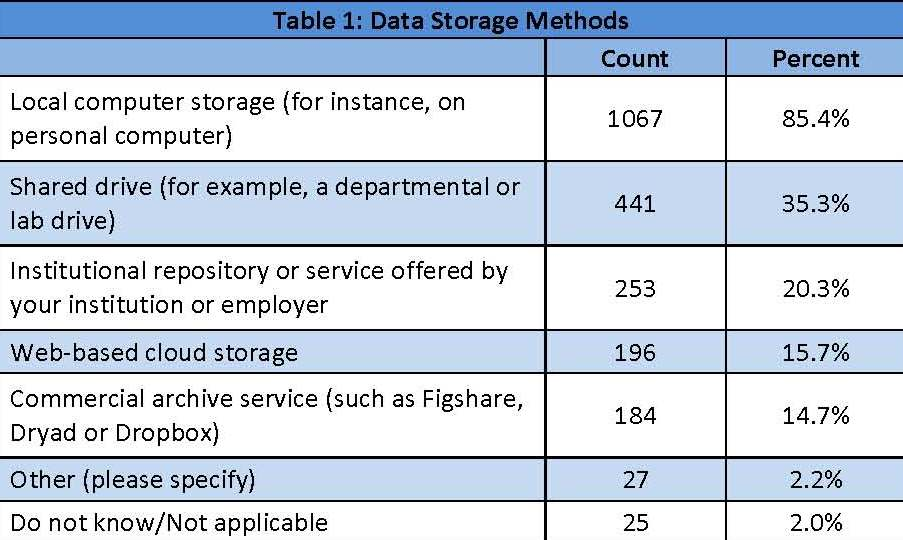 Table 1: Data Storage Methods
Count Percent
Local computer storage (for instance, on
personal computer) 1067 85.4%
Shared drive (for example, a departmental or
lab drive) 441 35.3%
Institutional repository or service offered by
your institution or employer 253 20.3%
Web-based cloud storage 196 15.7%
Commercial archive service (such as Figshare,
Dryad or Dropbox) 184 14.7%
Other (please specify) 27 2.2%
Do not know/Not applicable 25 2.0%